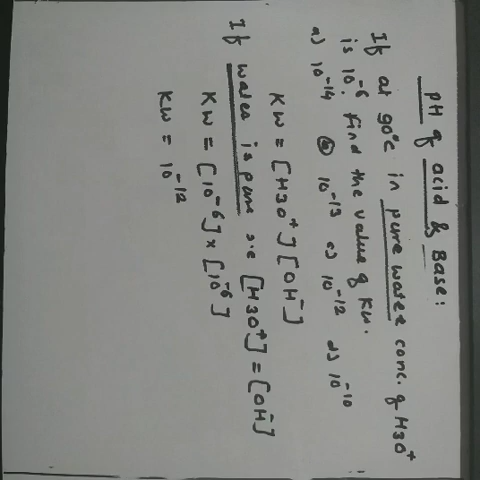 pH of acid & Base:
If at 90°C in pure water conc. of H3O+
is 10⁻⁶. find the value of Kw.
a) 10⁻¹⁴ b) 10⁻¹³ c) 10⁻¹² d) 10⁻¹⁰
Kw = [H3O⁺][OH⁻]
If water is pure i.e [H3O⁺] = [OH⁻]
Kw = [10⁻⁶] × [10⁻⁶]
Kw = 10⁻¹²